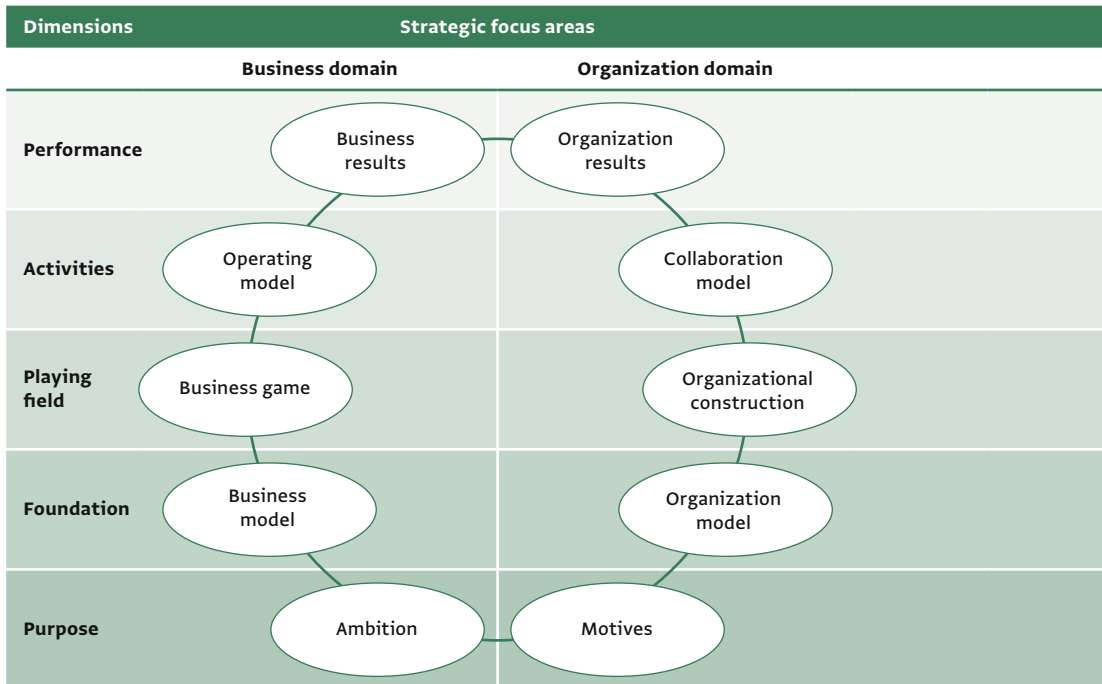 Dimensions
Strategic focus areas
Business domain
Organization domain
Performance
Business
results
Organization
results
Activities
Operating
model
Collaboration
model
Playing
field
Business game
Organizational
construction
Foundation
Business
model
Organization
model
Purpose
Ambition
Motives